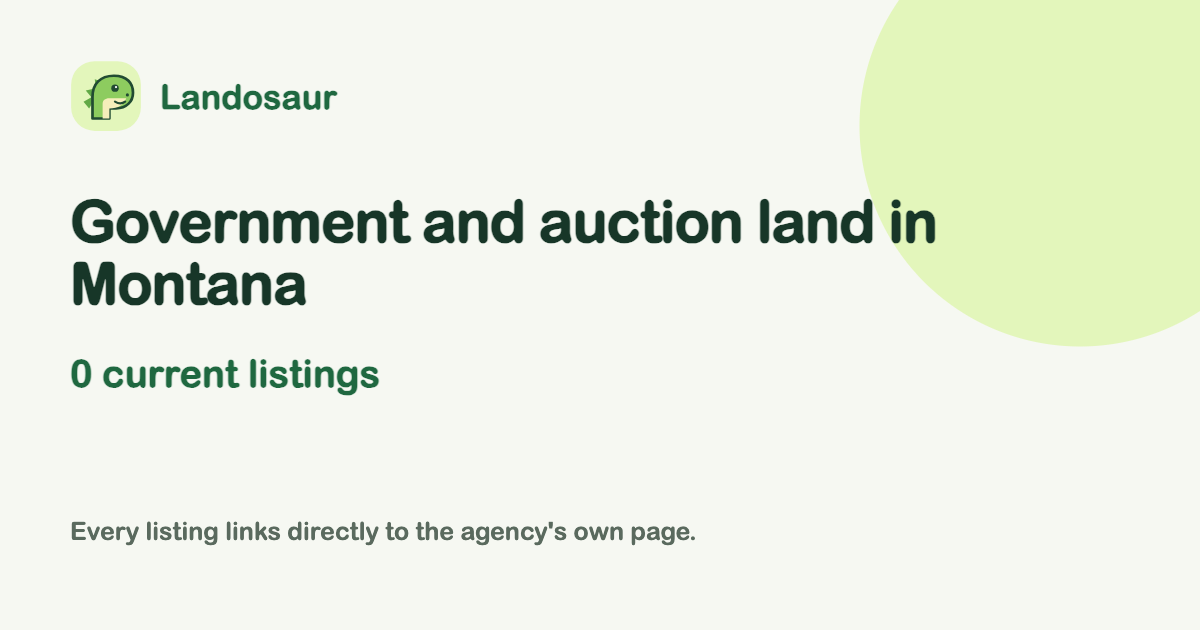 Landosaur
Government and auction land in
Montana
0 current listings
Every listing links directly to the agency's own page.